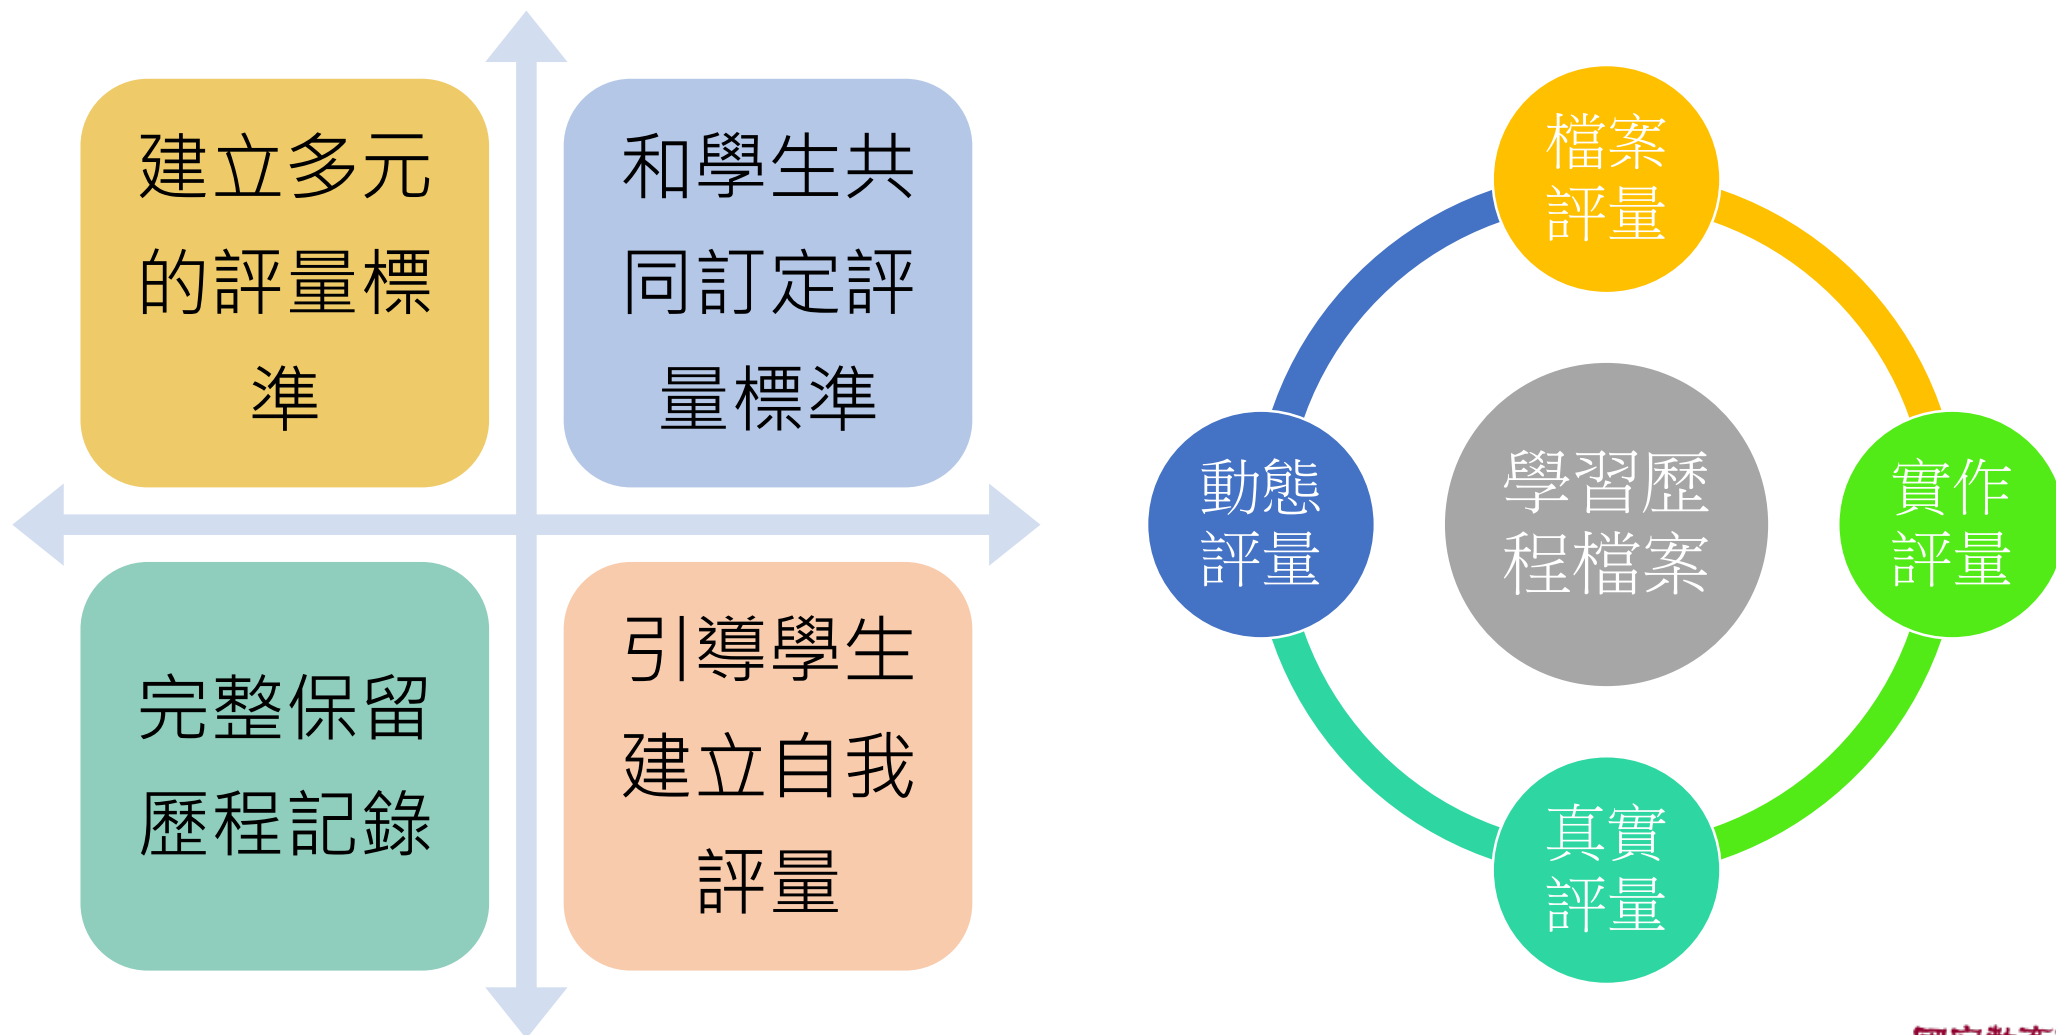 建立多元
的評量標
準
和學生共
同訂定評
量標準
完整保留
歷程記錄
引導學生
建立自我
評量
檔案
評量
動態
評量
學習歷
程檔案
實作
評量
真實
評量